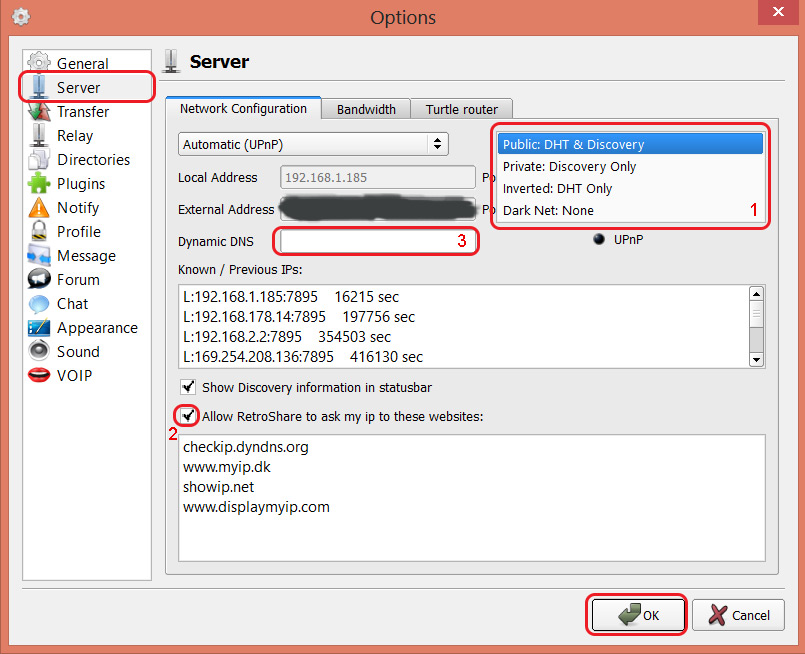 Options
General
Server
Transfer
Relay
Directories
Plugins
Notify
Profile
Message
Forum
Chat
Appearance
Sound
VOIP
Server
Network Configuration
Bandwidth
Turtle router
Automatic (UPnP)
Public: DHT & Discovery
Private: Discovery Only
Inverted: DHT Only
Dark Net: None
1
Local Address
192.168.1.185
External Address
Dynamic DNS
3
UPnP
Known / Previous IPs:
L:192.168.1.185:7895 16215 sec
L:192.168.178.14:7895 197756 sec
L:192.168.2.2:7895 354503 sec
L:169.254.208.136:7895 416130 sec
Show Discovery information in statusbar
Allow RetroShare to ask my ip to these websites:
2
checkip.dyndns.org
www.myip.dk
showip.net
www.displaymyip.com
OK
Cancel